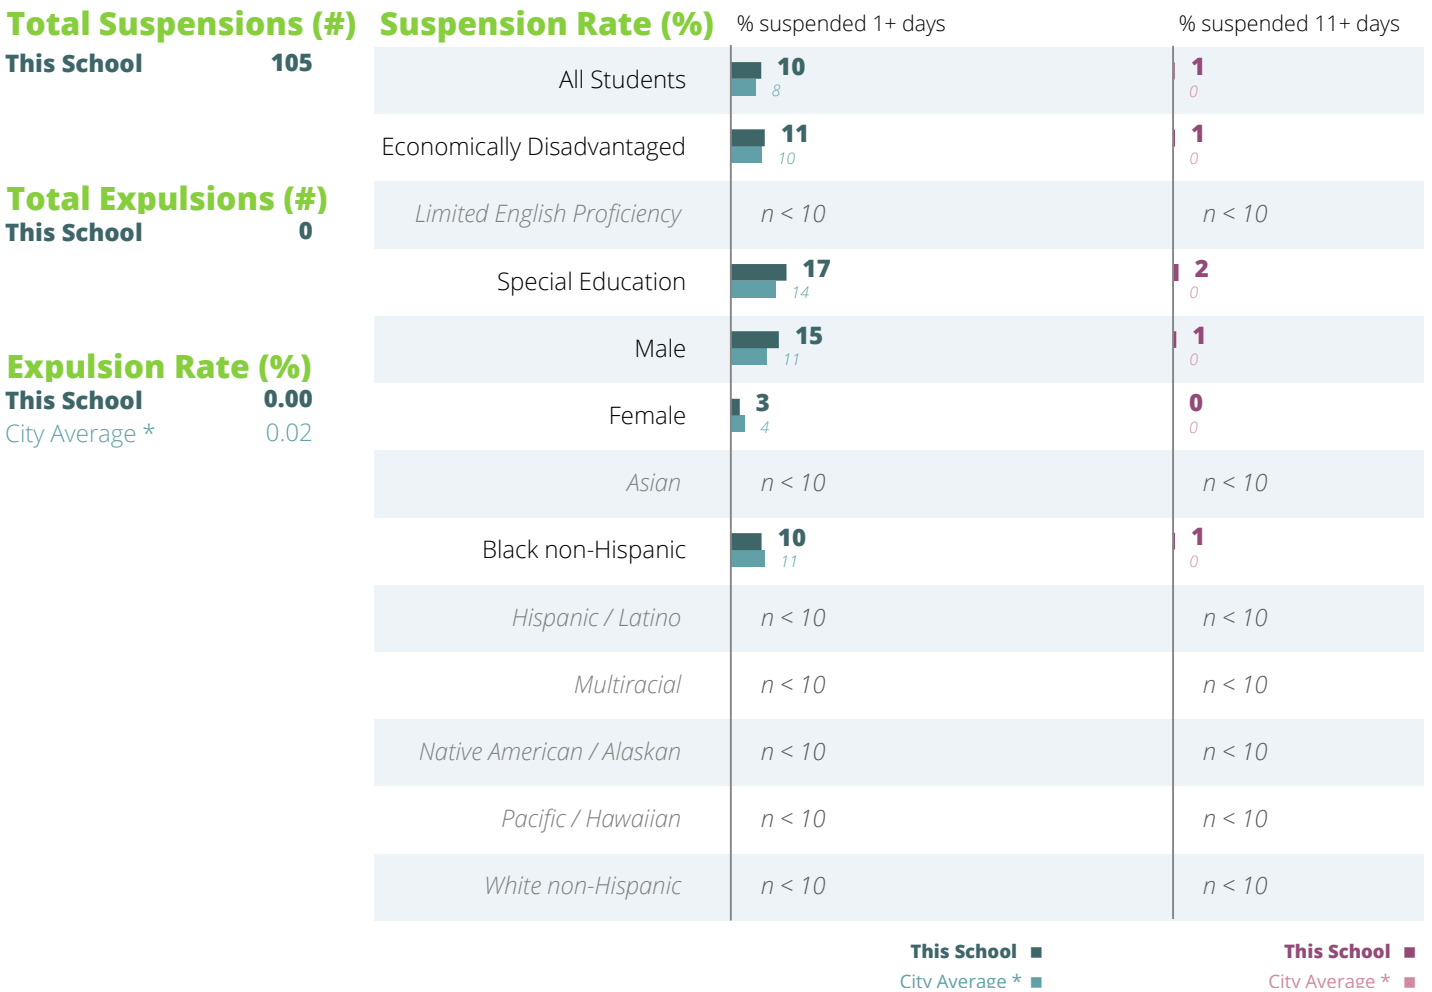 Total Suspensions (#)
This School 105
Total Expulsions (#)
This School 0
Expulsion Rate (%)
This School 0.00
City Average * 0.02
Suspension Rate (%) % suspended 1+ days % suspended 11+ days
All Students 10 1
8 0
Economically Disadvantaged 11 1
10 0
Limited English Proficiency n < 10 n < 10
Special Education 17 2
14 0
Male 15 1
11 0
Female 3 0
4 0
Asian n < 10 n < 10
Black non-Hispanic 10 1
11 0
Hispanic / Latino n < 10 n < 10
Multiracial n < 10 n < 10
Native American / Alaskan n < 10 n < 10
Pacific / Hawaiian n < 10 n < 10
White non-Hispanic n < 10 n < 10
This School This School
City Average * City Average *